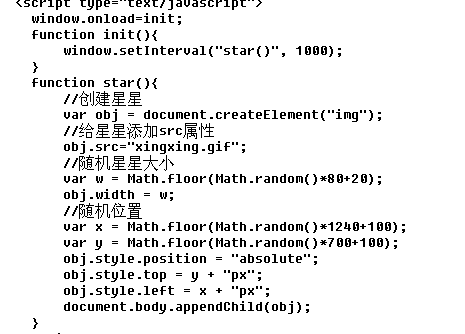 <script type="text/javascript">
window.onload=init;
function init(){
window.setInterval("star()", 1000);
}
function star(){
//创建星星
var obj = document.createElement("img");
//给星星添加src属性
obj.src="xingxing.gif";
//随机星星大小
var w = Math.floor(Math.random()*80+20);
obj.width = w;
//随机位置
var x = Math.floor(Math.random()*1240+100);
var y = Math.floor(Math.random()*700+100);
obj.style.position = "absolute";
obj.style.top = y + "px";
obj.style.left = x + "px";
document.body.appendChild(obj);
}